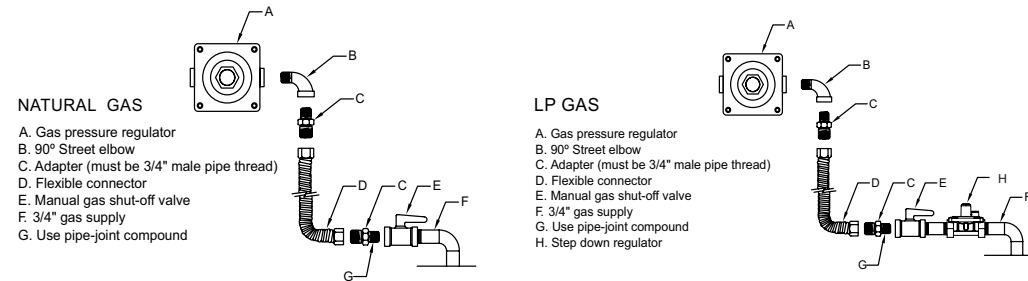 A
B
C
NATURAL GAS
A. Gas pressure regulator
B. 90º Street elbow
C. Adapter (must be 3/4" male pipe thread)
D. Flexible connector
E. Manual gas shut-off valve
F. 3/4" gas supply
G. Use pipe-joint compound
D
C
E
F
G
A
B
C
LP GAS
A. Gas pressure regulator
B. 90º Street elbow
C. Adapter (must be 3/4" male pipe thread)
D. Flexible connector
E. Manual gas shut-off valve
F. 3/4" gas supply
G. Use pipe-joint compound
H. Step down regulator
D
C
E
H
F
G